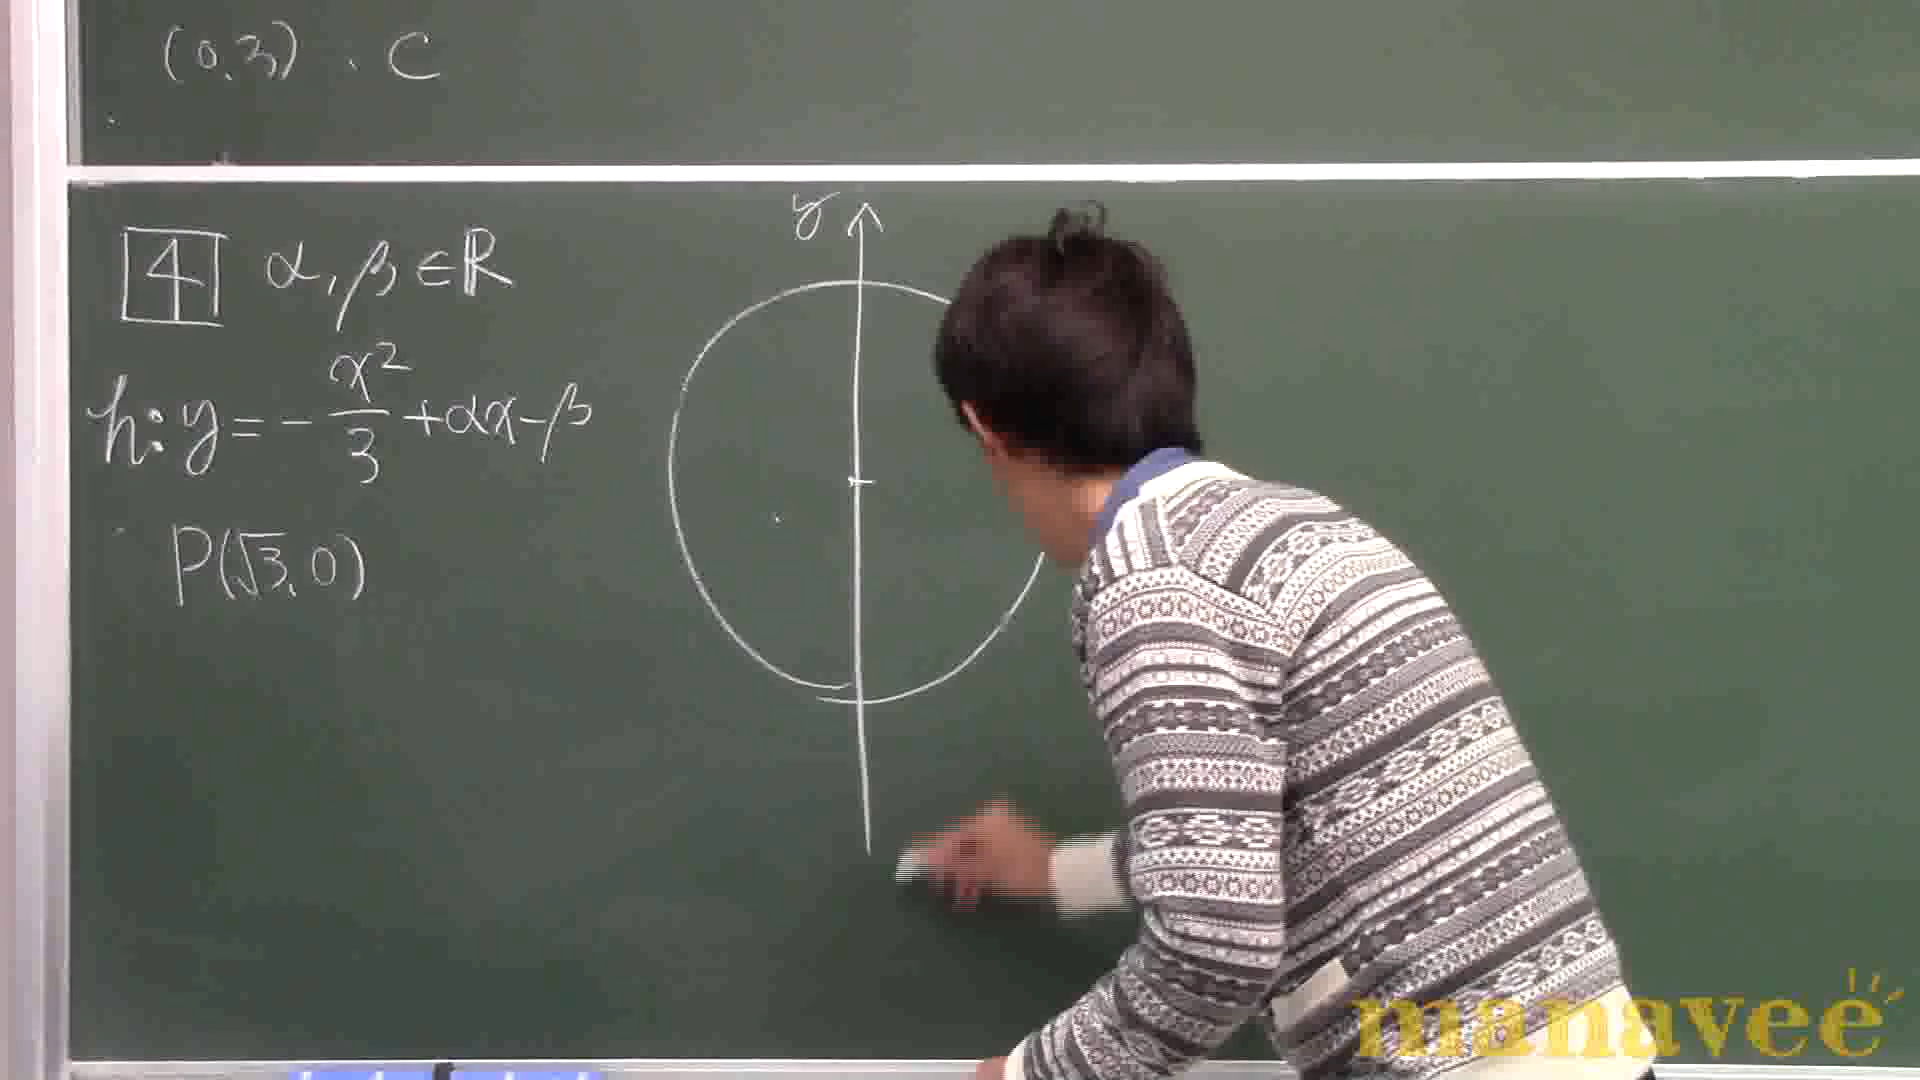 (0,3) . C
4 α, β ∈ ℝ
h: y = -x²/3 + αx - β
P(√3, 0)
y
manavee